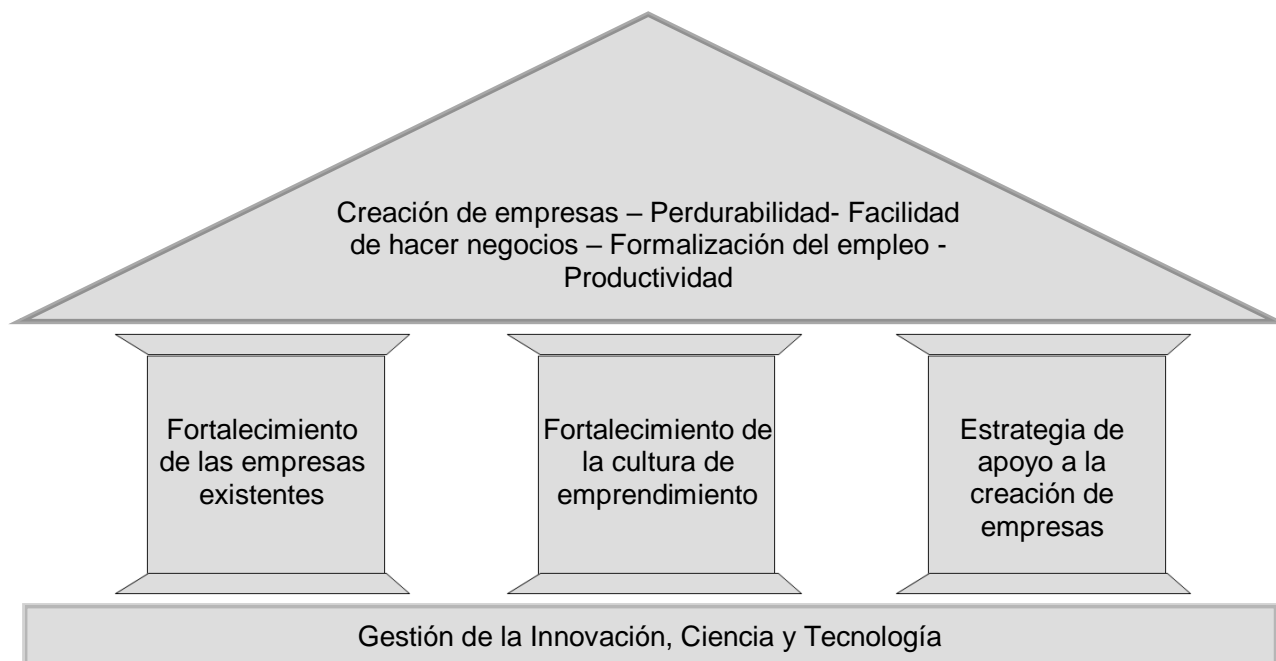 Creación de empresas – Perdurabilidad- Facilidad
de hacer negocios – Formalización del empleo -
Productividad
Fortalecimiento
de las empresas
existentes
Fortalecimiento de
la cultura de
emprendimiento
Estrategia de
apoyo a la
creación de
empresas
Gestión de la Innovación, Ciencia y Tecnología